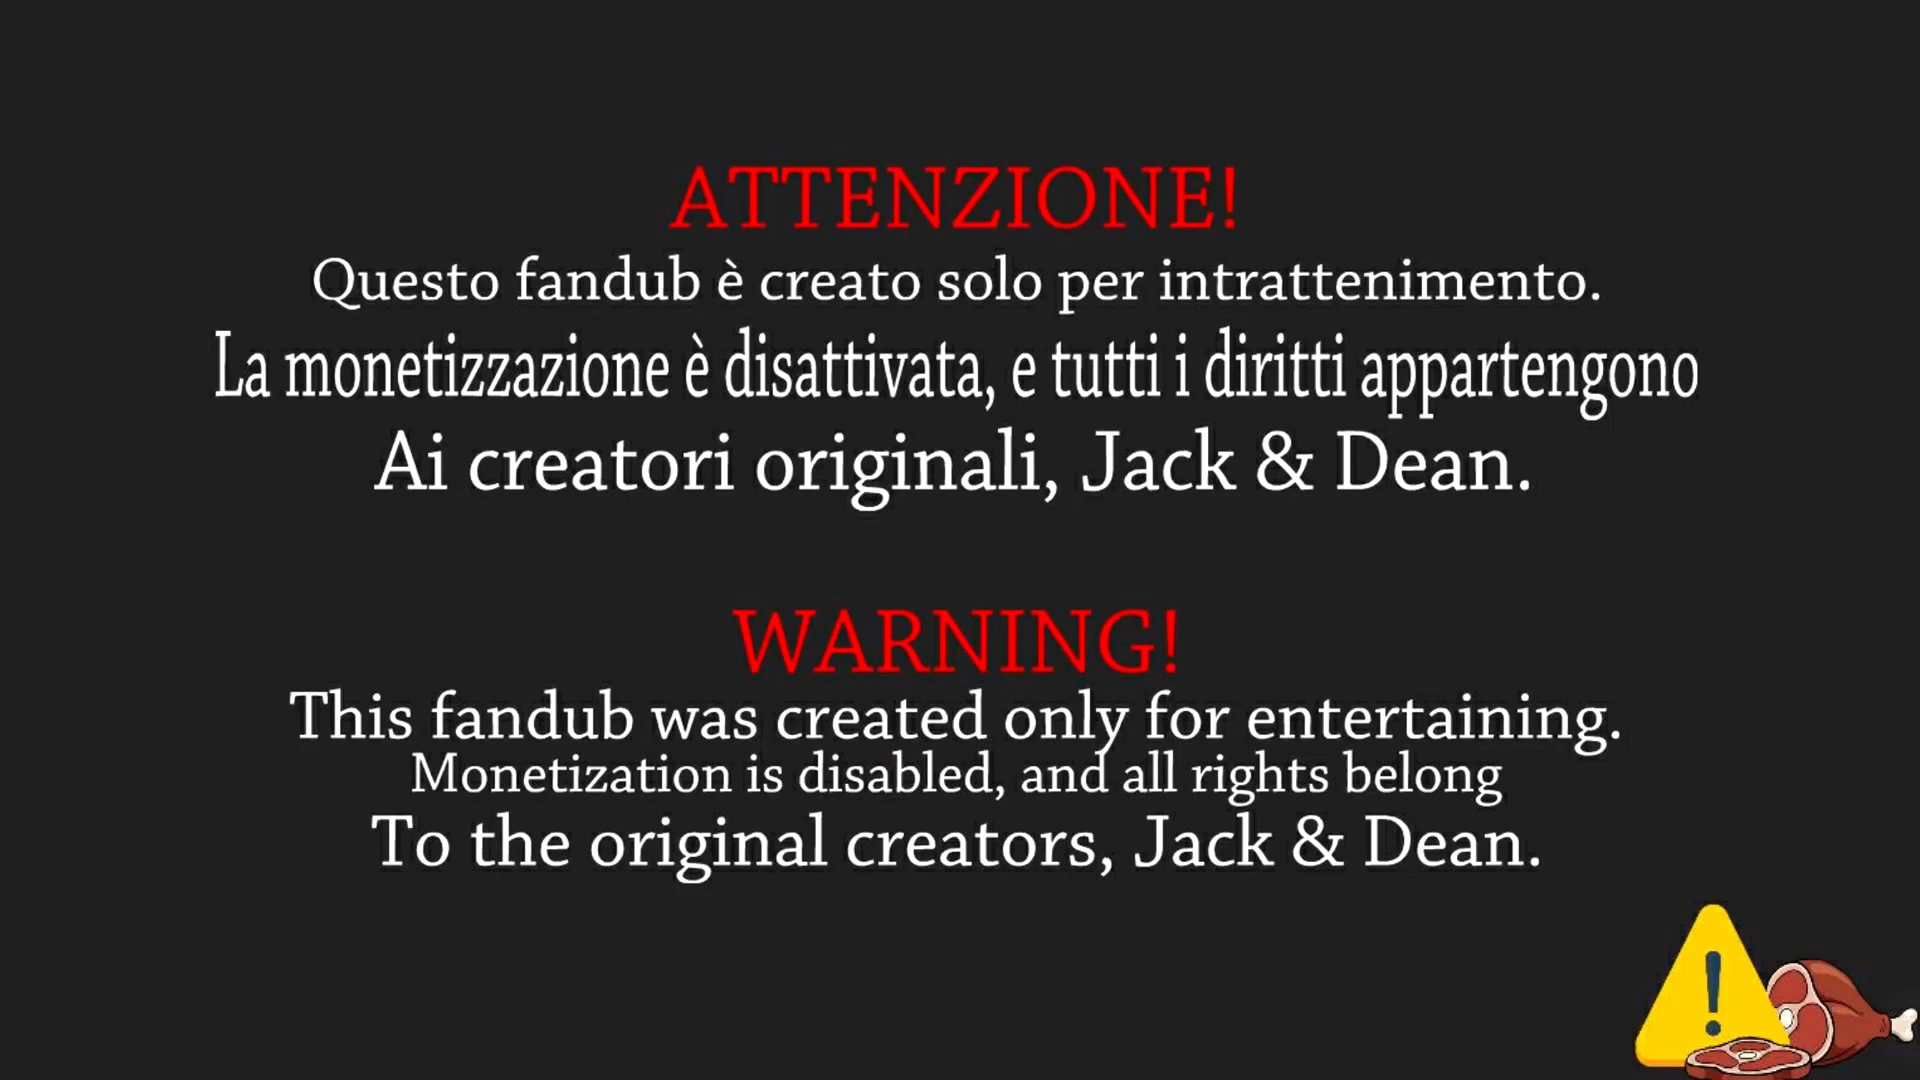 ATTENZIONE!
Questo fandub è creato solo per intrattenimento.
La monetizzazione è disattivata, e tutti i diritti appartengono
Ai creatori originali, Jack & Dean.
WARNING!
This fandub was created only for entertaining.
Monetization is disabled, and all rights belong
To the original creators, Jack & Dean.
!